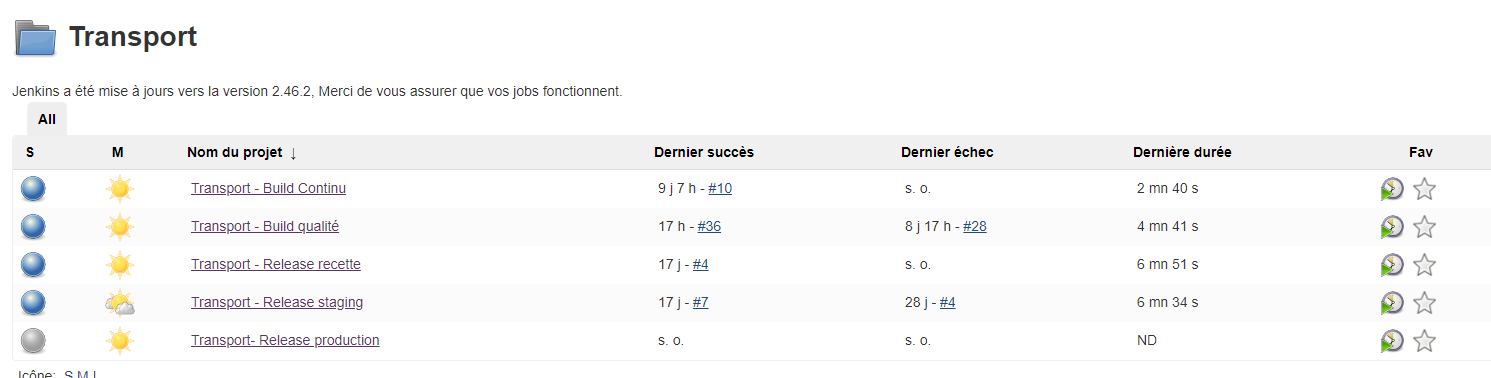 Transport
Jenkins a été mise à jours vers la version 2.46.2, Merci de vous assurer que vos jobs fonctionnent.
All
S M Nom du projet ↓ Dernier succès Dernier échec Dernière durée Fav
Transport - Build Continu 9 j 7 h - #10 s. o. 2 mn 40 s
Transport - Build qualité 17 h - #36 8 j 17 h - #28 4 mn 41 s
Transport - Release recette 17 j - #4 s. o. 6 mn 51 s
Transport - Release staging 17 j - #7 28 j - #4 6 mn 34 s
Transport- Release production s. o. s. o. ND
Icône: S M L